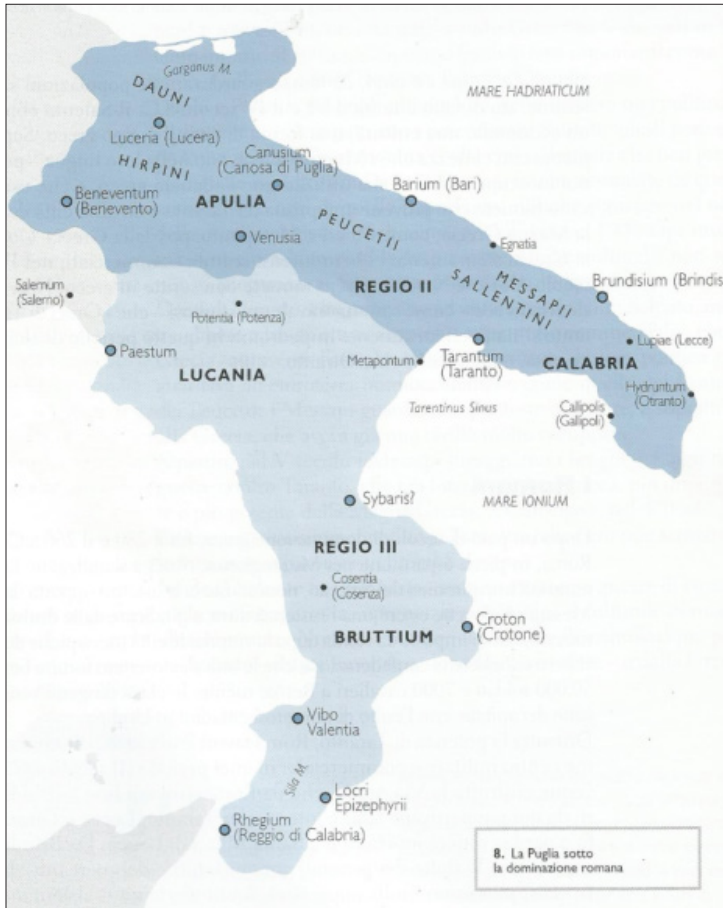 Garganus M.
MARE HADRIATICUM
DAUNI
Luceria (Lucera)
HIRPINI
Canusium
(Canosa di Puglia)
Beneventum
(Benevento)
APULIA
Barium (Bari)
PEUCETII
Venusia
Egnatia
MESSAPII
SALLENTINI
Salernum
(Salerno)
REGIO II
Brundisium (Brindis
Potentia (Potenza)
Paestum
LUCANIA
Metapontum
Tarantum
(Taranto)
Lupiae (Lecce)
CALABRIA
Hydruntum
(Otranto)
Tarentinus Sinus
Calipolis
(Galipoli)
Sybaris?
MARE IONIUM
REGIO III
Cosentia
(Cosenza)
BRUTTIUM
Croton
(Crotone)
Vibo
Valentia
Sila M.
Locri
Epizephyrii
Rhegium
(Reggio di Calabria)
8. La Puglia sotto
la dominazione romana